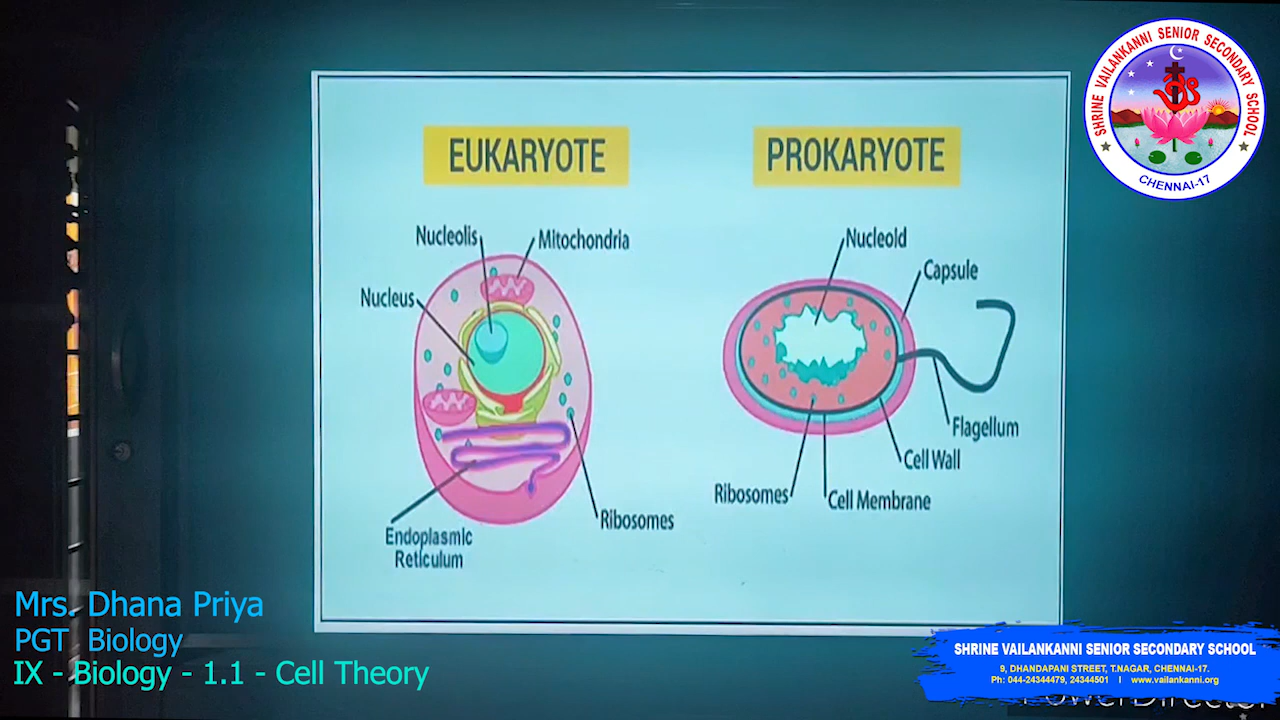 EUKARYOTE
Nucleolis
Mitochondria
Nucleus
Ribosomes
Endoplasmic
Reticulum
PROKARYOTE
Nucleold
Capsule
Flagellum
Cell Wall
Ribosomes
Cell Membrane
SHRINE VAILANKANNI SENIOR SECONDARY SCHOOL
CHENNAI-17
Mrs. Dhana Priya
PGT Biology
IX - Biology - 1.1 - Cell Theory
SHRINE VAILANKANNI SENIOR SECONDARY SCHOOL
9, DHANDAPANI STREET, T.NAGAR, CHENNAI-17.
Ph: 044-24344479, 24344501 I www.vailankanni.org
PowerDirector